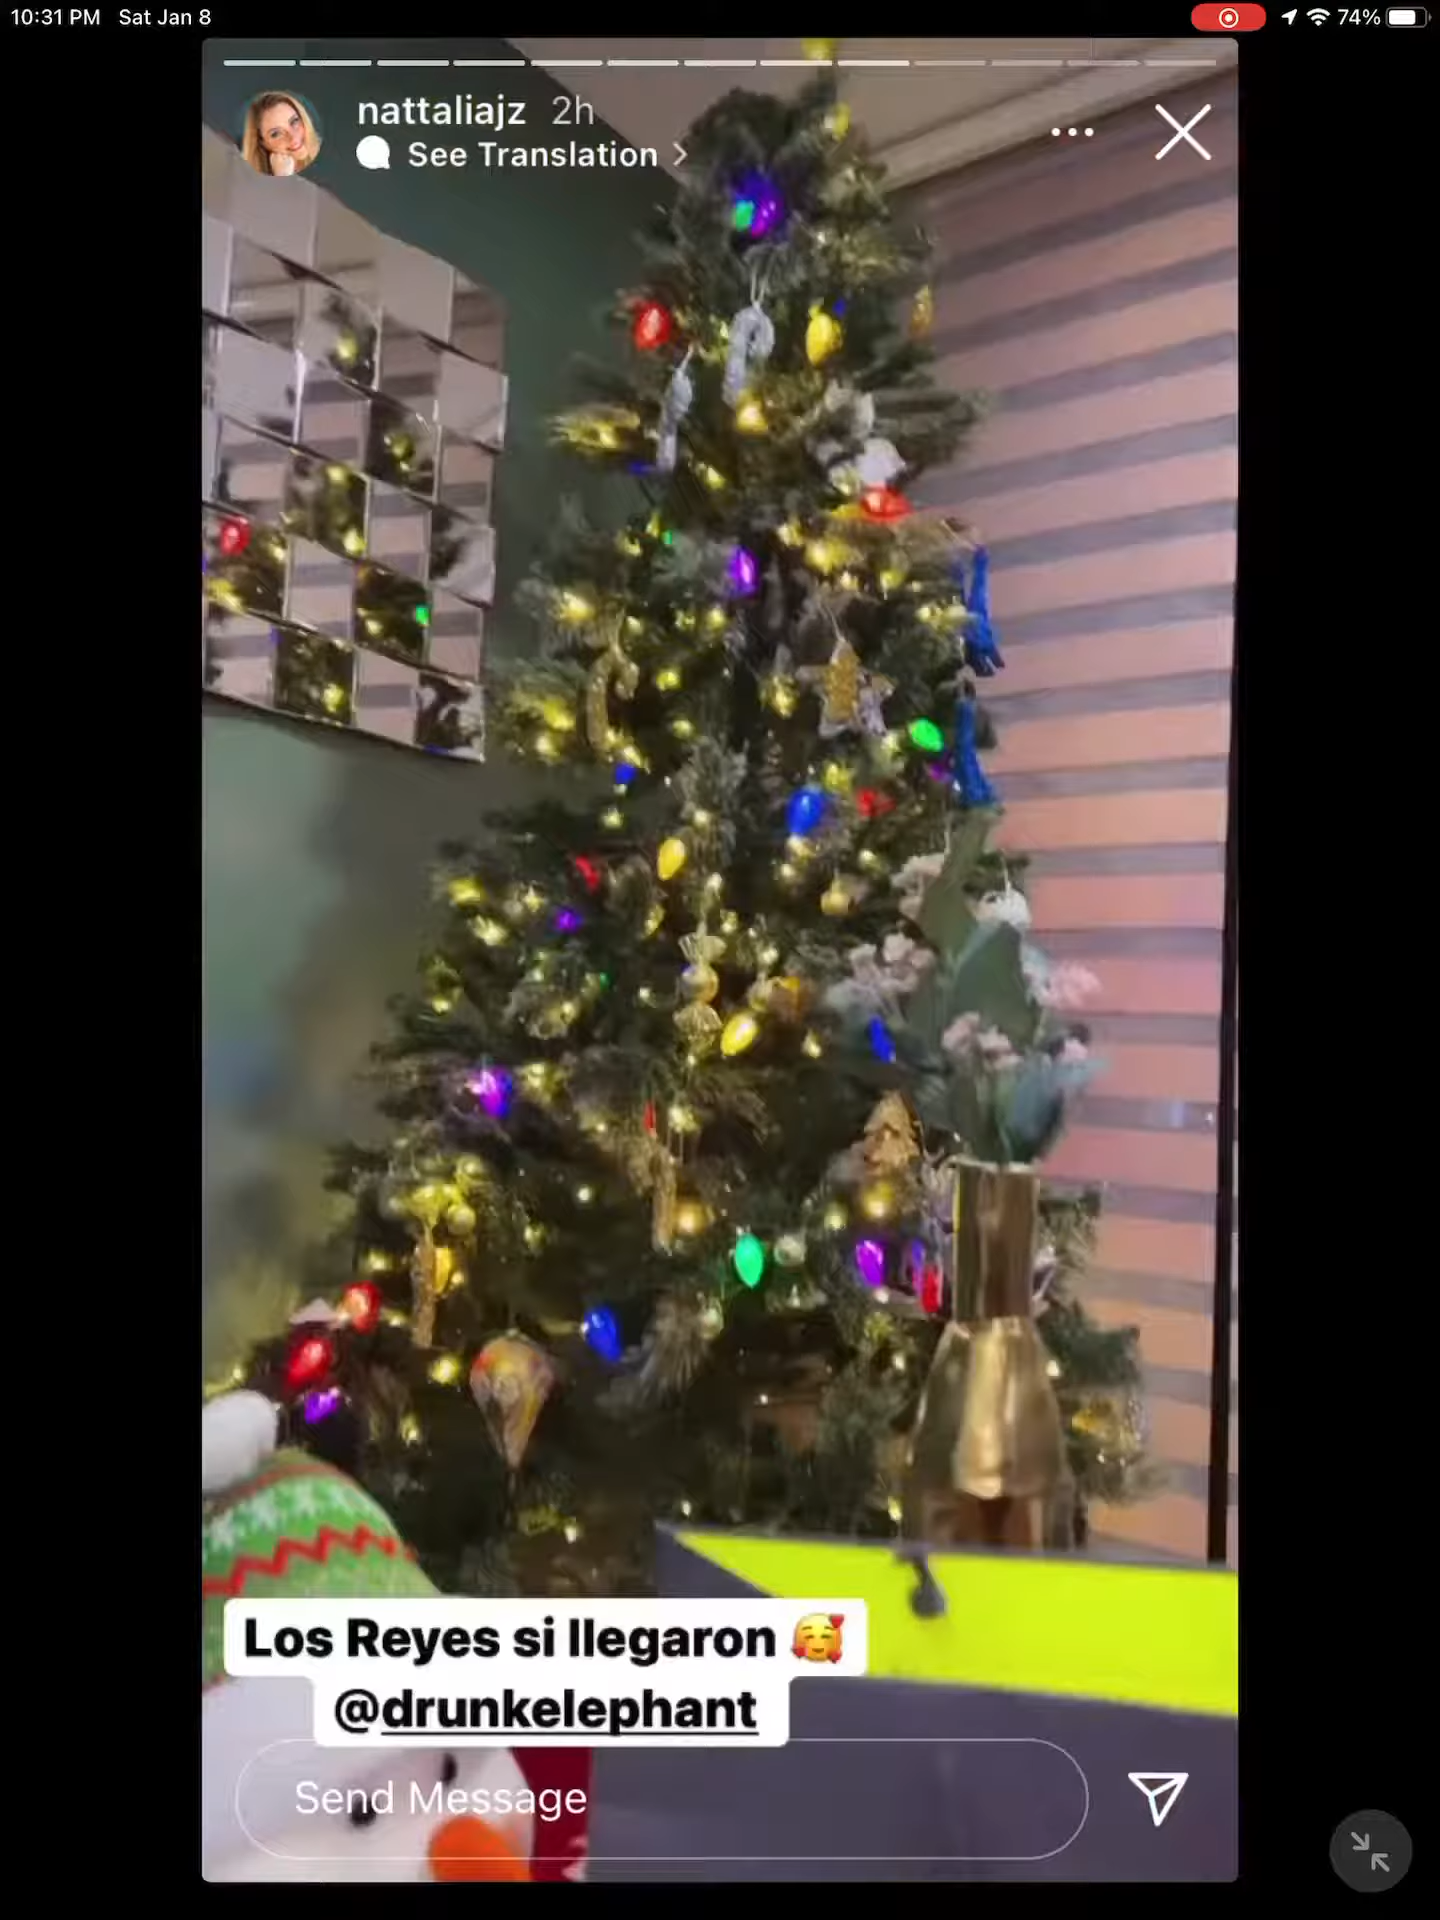 10:31 PM Sat Jan 8
74%
nattaliajz 2h
See Translation
Los Reyes si llegaron 🥰
@drunkelephant
Send Message